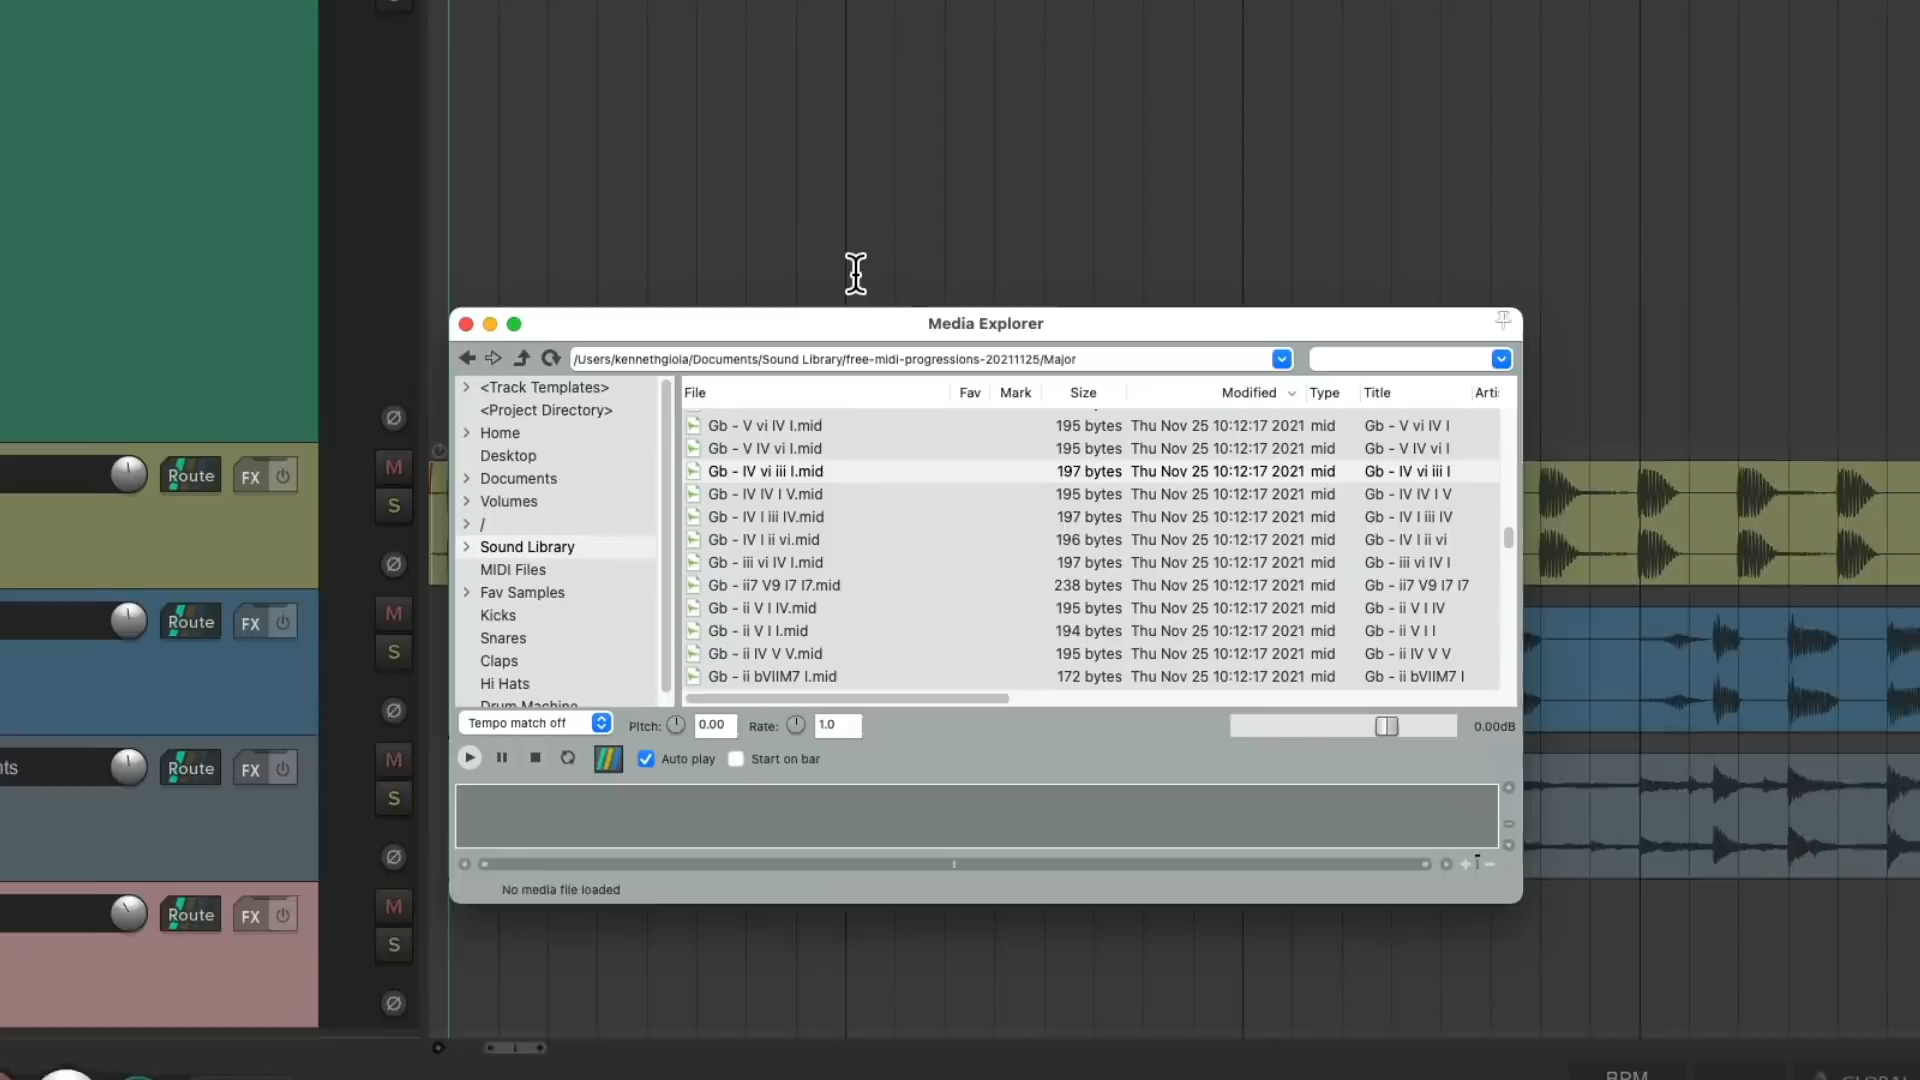 Media Explorer
/Users/kennethgiola/Documents/Sound Library/free-midi-progressions-20211125/Major
<Track Templates>
<Project Directory>
Home
Desktop
Documents
Volumes
/
Sound Library
MIDI Files
Fav Samples
Kicks
Snares
Claps
Hi Hats
Drum Machine
File Fav Mark Size Modified Type Title Arti
Gb - V vi IV I.mid 195 bytes Thu Nov 25 10:12:17 2021 mid Gb - V vi IV I
Gb - V IV vi I.mid 195 bytes Thu Nov 25 10:12:17 2021 mid Gb - V IV vi I
Gb - IV vi iii I.mid 197 bytes Thu Nov 25 10:12:17 2021 mid Gb - IV vi iii I
Gb - IV IV I V.mid 195 bytes Thu Nov 25 10:12:17 2021 mid Gb - IV IV I V
Gb - IV I iii IV.mid 197 bytes Thu Nov 25 10:12:17 2021 mid Gb - IV I iii IV
Gb - IV I ii vi.mid 196 bytes Thu Nov 25 10:12:17 2021 mid Gb - IV I ii vi
Gb - iii vi IV I.mid 197 bytes Thu Nov 25 10:12:17 2021 mid Gb - iii vi IV I
Gb - ii7 V9 I7 I7.mid 238 bytes Thu Nov 25 10:12:17 2021 mid Gb - ii7 V9 I7 I7
Gb - ii V I IV.mid 195 bytes Thu Nov 25 10:12:17 2021 mid Gb - ii V I IV
Gb - ii V I I.mid 194 bytes Thu Nov 25 10:12:17 2021 mid Gb - ii V I I
Gb - ii IV V V.mid 195 bytes Thu Nov 25 10:12:17 2021 mid Gb - ii IV V V
Gb - ii bVIIM7 I.mid 172 bytes Thu Nov 25 10:12:17 2021 mid Gb - ii bVIIM7 I
Tempo match off Pitch: 0.00 Rate: 1.0 0.00dB
Auto play Start on bar
No media file loaded
Route FX M
S
Route FX M
S
nts Route FX M
S
Route FX M
S
BPM GLOBAL